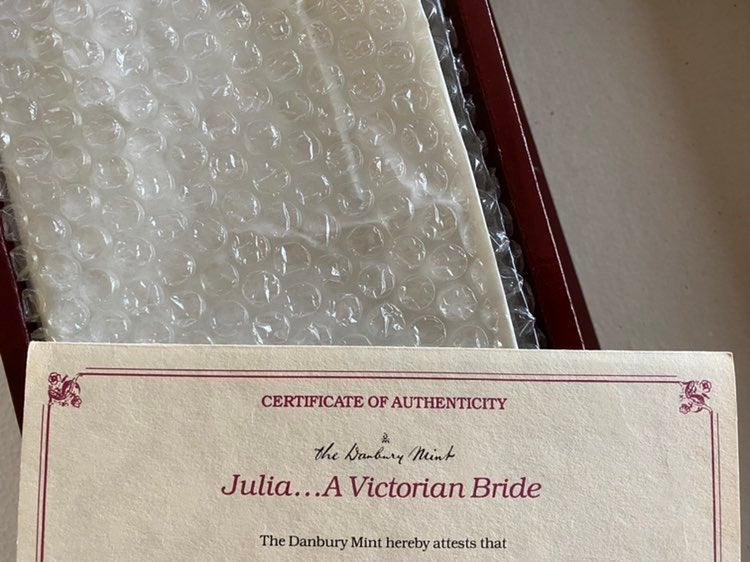 CERTIFICATE OF AUTHENTICITY
the Danbury Mint
Julia...A Victorian Bride
The Danbury Mint hereby attests that